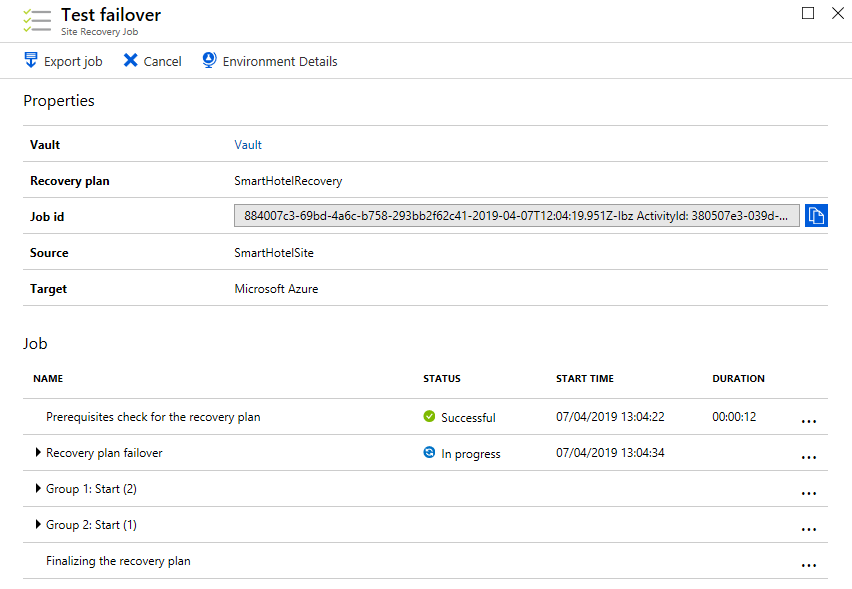 Test failover
Site Recovery Job
Export job Cancel Environment Details
Properties
Vault Vault
Recovery plan SmartHotelRecovery
Job id 884007c3-69bd-4a6c-b758-293bb2f62c41-2019-04-07T12:04:19.951Z-Ibz ActivityId: 380507e3-039d-...
Source SmartHotelSite
Target Microsoft Azure
Job
NAME STATUS START TIME DURATION
Prerequisites check for the recovery plan Successful 07/04/2019 13:04:22 00:00:12 ...
Recovery plan failover In progress 07/04/2019 13:04:34 ...
Group 1: Start (2) ...
Group 2: Start (1) ...
Finalizing the recovery plan ...